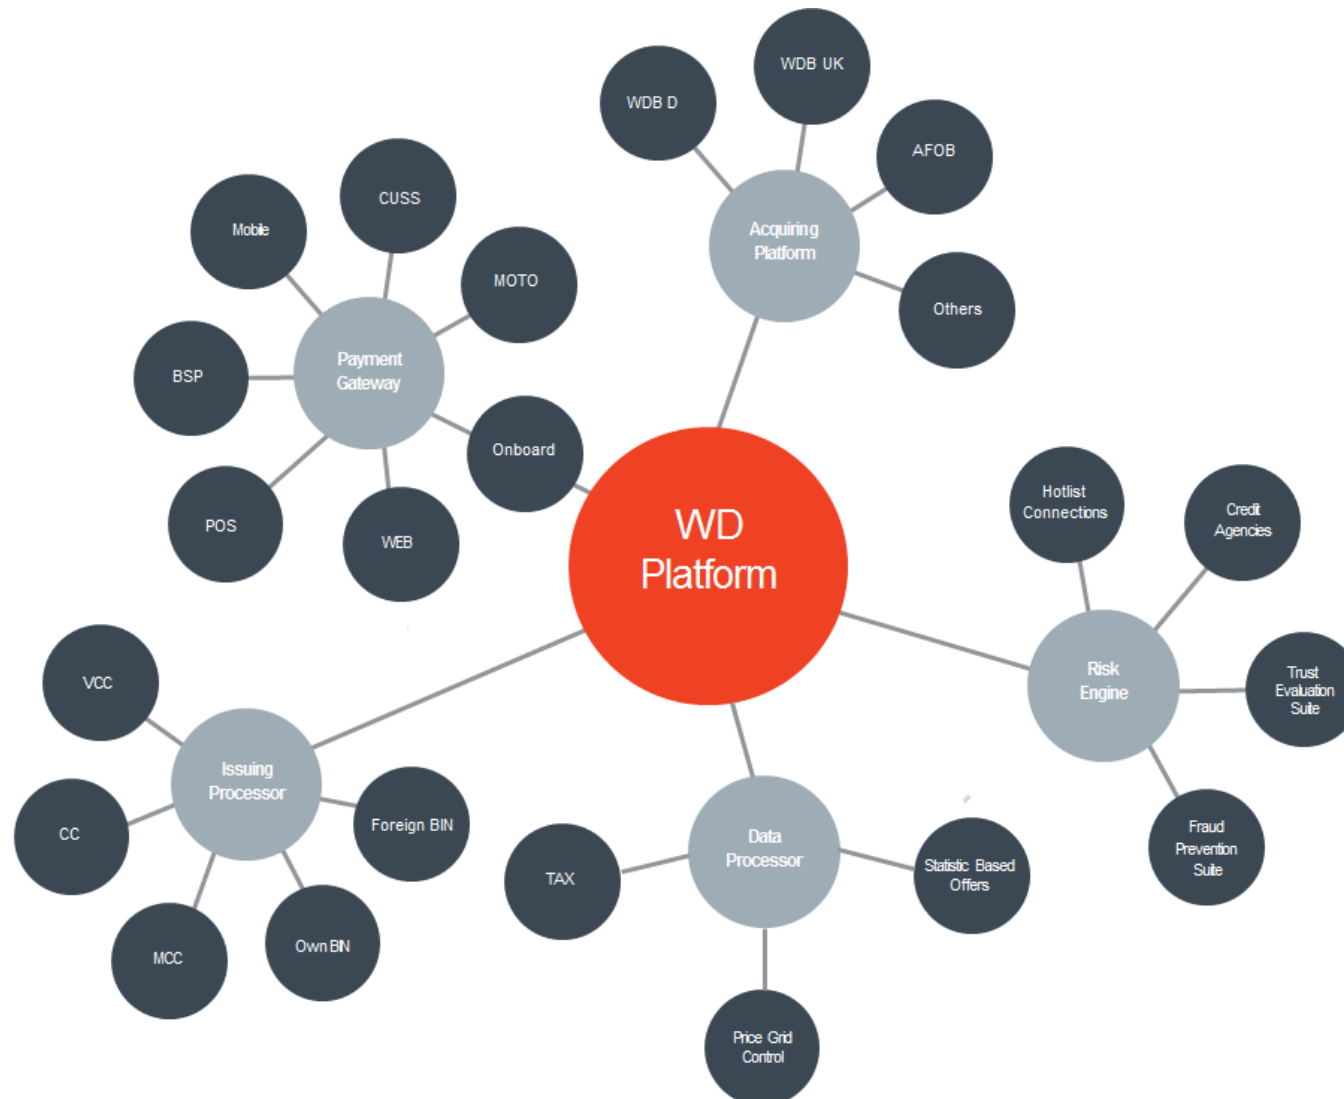 WDB D
WDB UK
AFOB
Others
Acquiring
Platform
CUSS
Mobile
MOTO
BSP
Payment
Gateway
Onboard
POS
WEB
WD
Platform
Hotlist
Connections
Credit
Agencies
Risk
Engine
Trust
Evaluation
Suite
Fraud
Prevention
Suite
VCC
Issuing
Processor
CC
Foreign BIN
MCC
Own BIN
Data
Processor
TAX
Statistic Based
Offers
Price Grid
Control